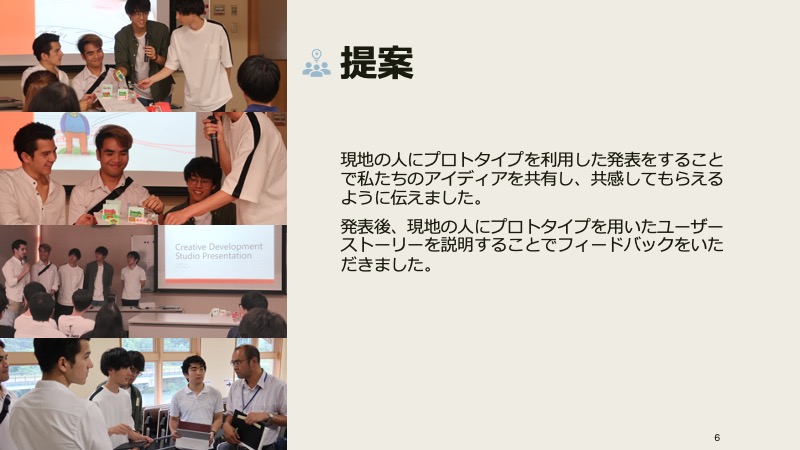 提案
現地の人にプロトタイプを利用した発表をすること
で私たちのアイディアを共有し、共感してもらえる
ように伝えました。
発表後、現地の人にプロトタイプを用いたユーザー
ストーリーを説明することでフィードバックをいた
だきました。
Creative Development
Studio Presentation
6